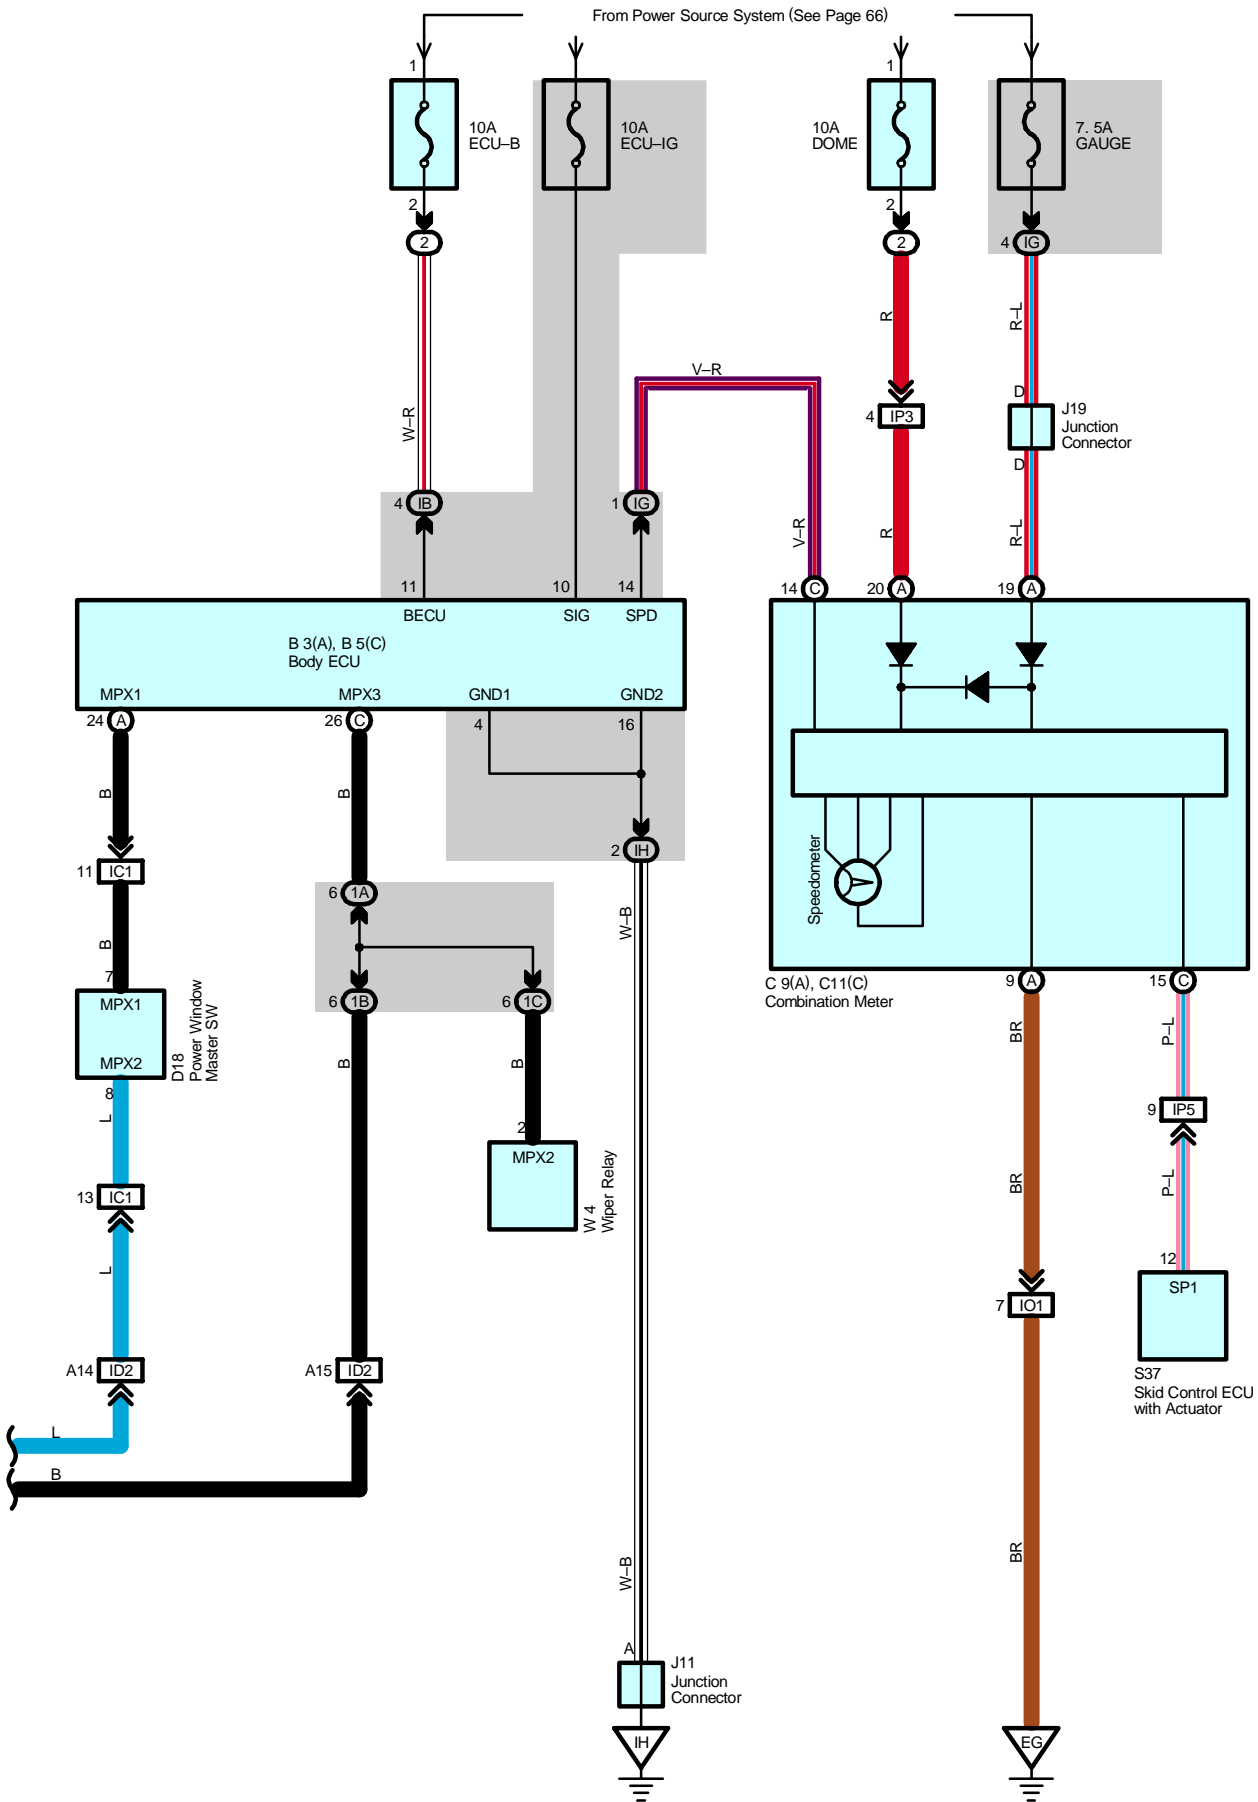 From Power Source System (See Page 66)
1
1
10A
ECU–B
10A
ECU–IG
10A
DOME
7. 5A
GAUGE
2
2
2
2
4
IG
W–R
R
R–L
V–R
D
J19
Junction
Connector
D
4
IP3
4
IB
1
IG
V–R
R
R–L
11
10
14
14
C
20
A
19
A
BECU
SIG
SPD
B 3(A), B 5(C)
Body ECU
MPX1
MPX3
GND1
GND2
24
A
26
C
4
16
B
B
2
IH
Speedometer
11
IC1
6
1A
W–B
B
7
6
1B
6
1C
C 9(A), C11(C)
Combination Meter
9
A
15
C
MPX1
MPX2
D18
Power Window
Master SW
8
L
B
B
2
MPX2
W 4
Wiper Relay
BR
P–L
9
IP5
13
IC1
BR
P–L
12
SP1
S37
Skid Control ECU
with Actuator
L
7
IO1
A14
ID2
A15
ID2
L
B
W–B
BR
A
J11
Junction
Connector
IH
EG